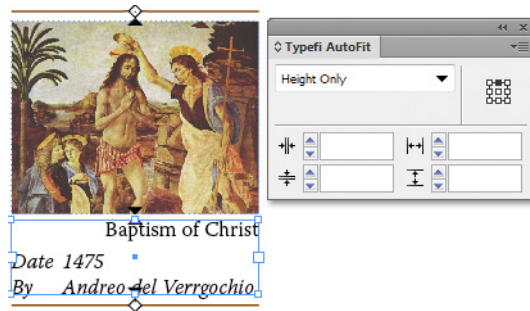 Typefi AutoFit
Height Only
Baptism of Christ
Date 1475
By Andreo del Verrgochio